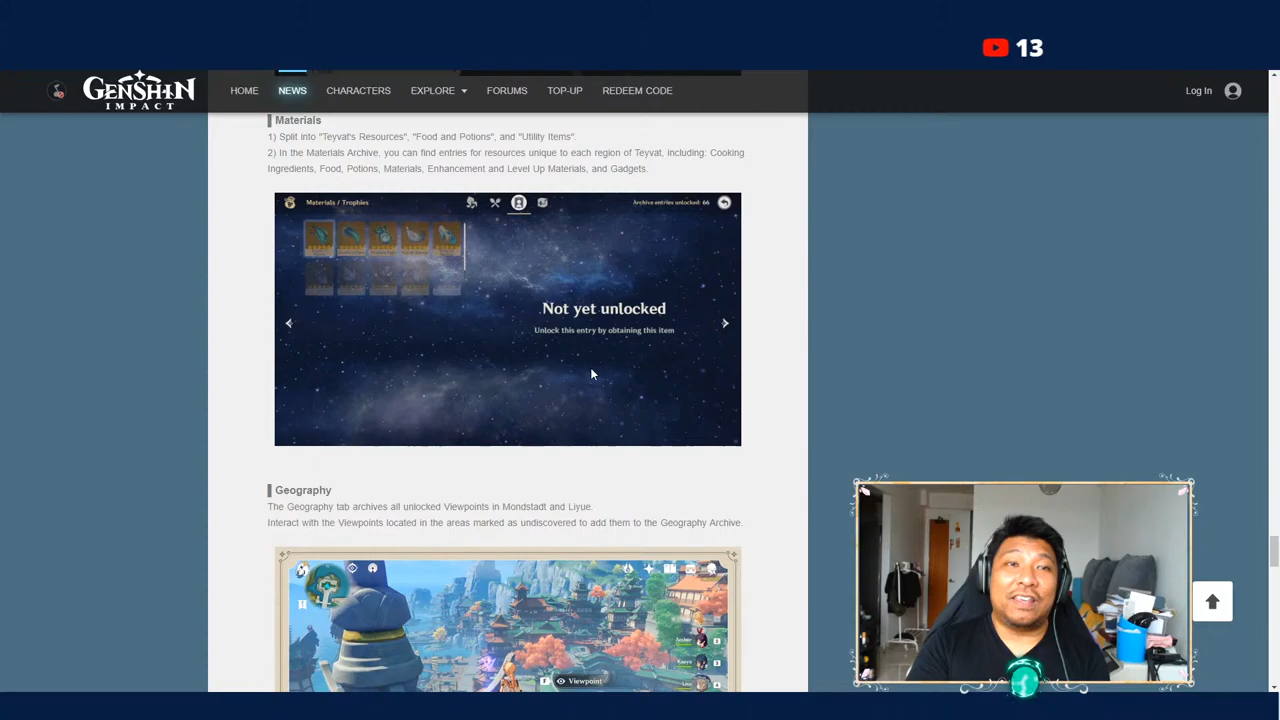 13
GENSHIN
IMPACT
HOME NEWS CHARACTERS EXPLORE FORUMS TOP-UP REDEEM CODE Log In
Materials
1) Split into "Teyvat's Resources", "Food and Potions", and "Utility Items".
2) In the Materials Archive, you can find entries for resources unique to each region of Teyvat, including: Cooking
Ingredients, Food, Potions, Materials, Enhancement and Level Up Materials, and Gadgets.
Materials / Trophies Archive entries unlocked: 66
Not yet unlocked
Unlock this entry by obtaining this item
Geography
The Geography tab archives all unlocked Viewpoints in Mondstadt and Liyue.
Interact with the Viewpoints located in the areas marked as undiscovered to add them to the Geography Archive.
Amber
Kaeya
Lisa
F Viewpoint